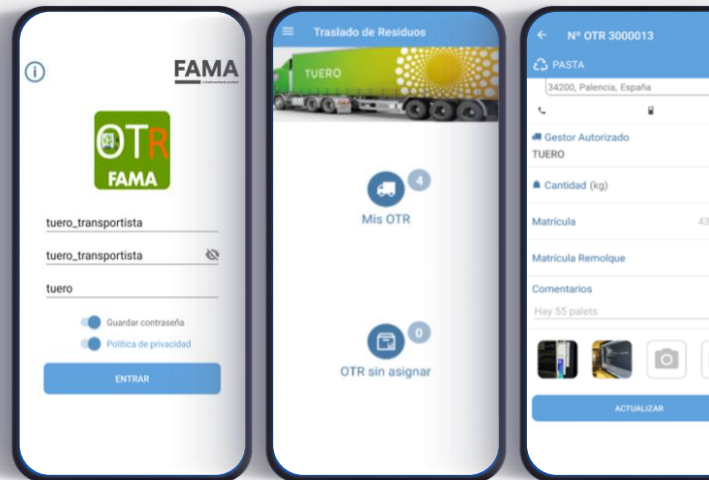 FAMA
OTR
FAMA
tuero_transportista
tuero_transportista
tuero
Guardar contraseña
Política de privacidad
ENTRAR
Traslado de Residuos
TUERO
4
Mis OTR
0
OTR sin asignar
Nº OTR 3000013
PASTA
34200, Palencia, España
Gestor Autorizado
TUERO
Cantidad (kg)
Matrícula 43
Matrícula Remolque
Comentarios
Hay 55 palets
ACTUALIZAR